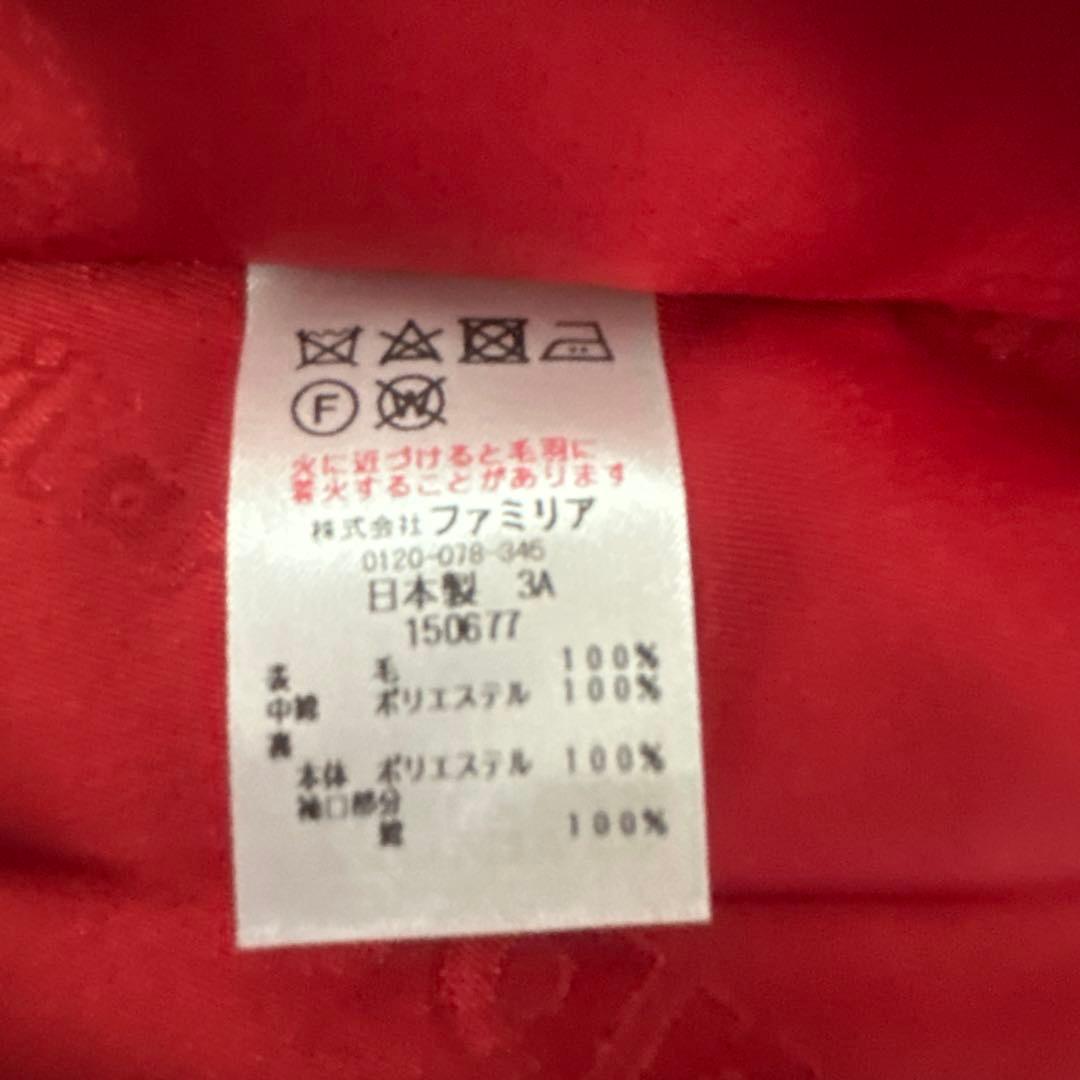 F W
火に近づけると毛羽に
着火することがあります
株式会社ファミリア
0120-078-345
日本製 3A
150677
表 毛 100%
中綿 ポリエステル 100%
裏
本体 ポリエステル 100%
袖口部分
綿 100%